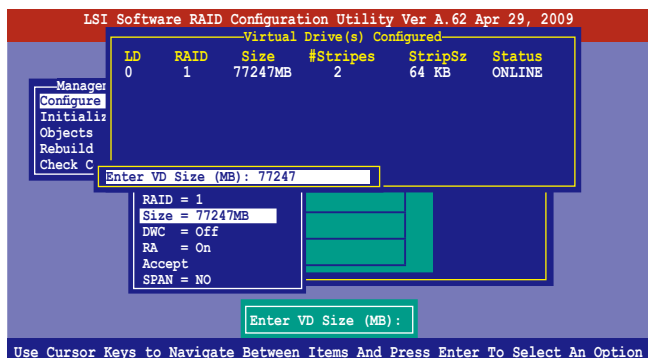 LSI Software RAID Configuration Utility Ver A.62 Apr 29, 2009
Virtual Drive(s) Configured
LD RAID Size #Stripes StripSz Status
0 1 77247MB 2 64 KB ONLINE
Configure
Objects
Rebuild
Check C
Enter VD Size (MB): 77247
RAID = 1
Size = 77247MB
DWC = Off
RA = On
Accept
SPAN = NO
Enter VD Size (MB):
Use Cursor Keys to Navigate Between Items And Press Enter To Select An Option